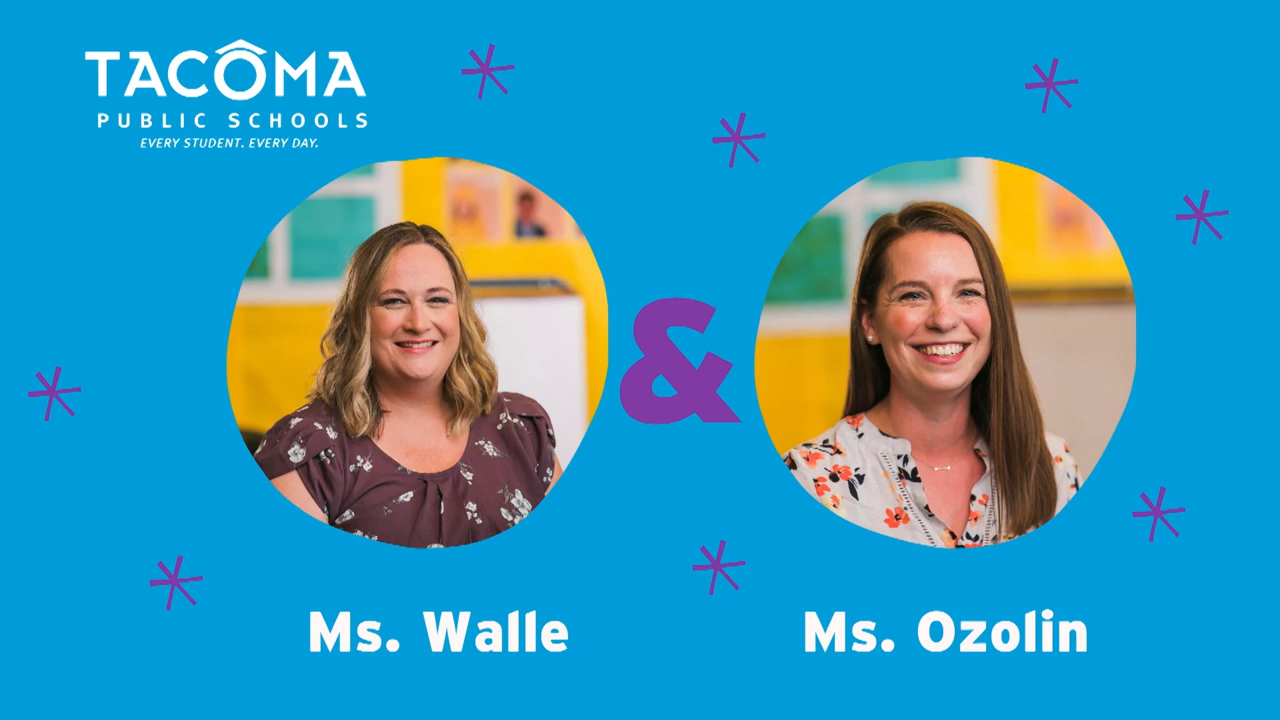 TACOMA
PUBLIC SCHOOLS
EVERY STUDENT. EVERY DAY.
&
Ms. Walle
Ms. Ozolin